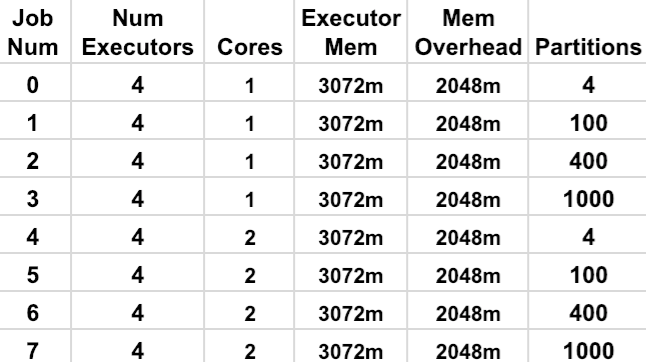 Job Num Executor Mem
Num Executors Cores Mem Overhead Partitions
0 4 1 3072m 2048m 4
1 4 1 3072m 2048m 100
2 4 1 3072m 2048m 400
3 4 1 3072m 2048m 1000
4 4 2 3072m 2048m 4
5 4 2 3072m 2048m 100
6 4 2 3072m 2048m 400
7 4 2 3072m 2048m 1000